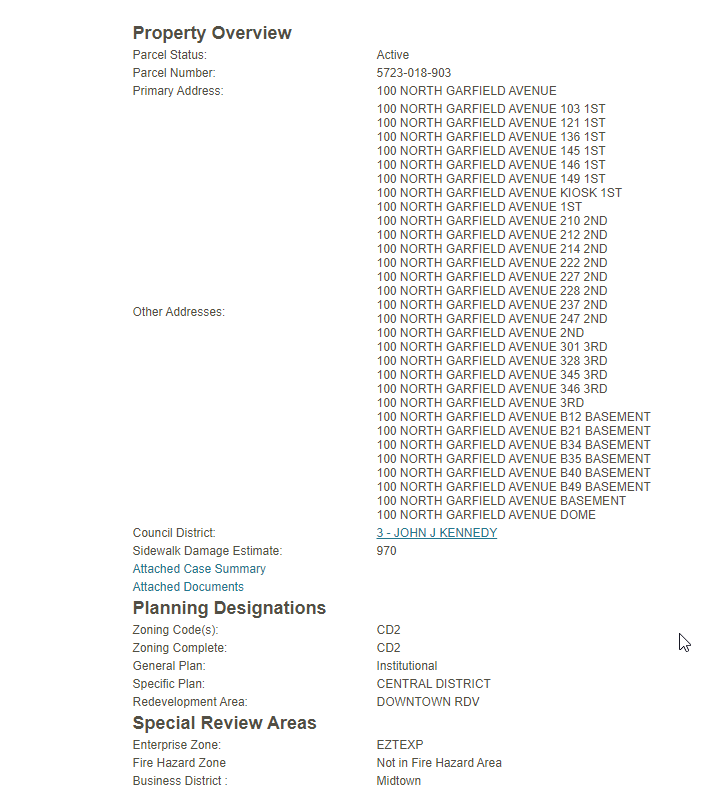 Property Overview
Parcel Status: Active
Parcel Number: 5723-018-903
Primary Address: 100 NORTH GARFIELD AVENUE
Other Addresses:
100 NORTH GARFIELD AVENUE 103 1ST
100 NORTH GARFIELD AVENUE 121 1ST
100 NORTH GARFIELD AVENUE 136 1ST
100 NORTH GARFIELD AVENUE 145 1ST
100 NORTH GARFIELD AVENUE 146 1ST
100 NORTH GARFIELD AVENUE 149 1ST
100 NORTH GARFIELD AVENUE KIOSK 1ST
100 NORTH GARFIELD AVENUE 1ST
100 NORTH GARFIELD AVENUE 210 2ND
100 NORTH GARFIELD AVENUE 212 2ND
100 NORTH GARFIELD AVENUE 214 2ND
100 NORTH GARFIELD AVENUE 222 2ND
100 NORTH GARFIELD AVENUE 227 2ND
100 NORTH GARFIELD AVENUE 228 2ND
100 NORTH GARFIELD AVENUE 237 2ND
100 NORTH GARFIELD AVENUE 247 2ND
100 NORTH GARFIELD AVENUE 2ND
100 NORTH GARFIELD AVENUE 301 3RD
100 NORTH GARFIELD AVENUE 328 3RD
100 NORTH GARFIELD AVENUE 345 3RD
100 NORTH GARFIELD AVENUE 346 3RD
100 NORTH GARFIELD AVENUE 3RD
100 NORTH GARFIELD AVENUE B12 BASEMENT
100 NORTH GARFIELD AVENUE B21 BASEMENT
100 NORTH GARFIELD AVENUE B34 BASEMENT
100 NORTH GARFIELD AVENUE B35 BASEMENT
100 NORTH GARFIELD AVENUE B40 BASEMENT
100 NORTH GARFIELD AVENUE B49 BASEMENT
100 NORTH GARFIELD AVENUE BASEMENT
100 NORTH GARFIELD AVENUE DOME
Council District: 3 - JOHN J KENNEDY
Sidewalk Damage Estimate: 970
Attached Case Summary
Attached Documents
Planning Designations
Zoning Code(s): CD2
Zoning Complete: CD2
General Plan: Institutional
Specific Plan: CENTRAL DISTRICT
Redevelopment Area: DOWNTOWN RDV
Special Review Areas
Enterprise Zone: EZTEXP
Fire Hazard Zone Not in Fire Hazard Area
Business District : Midtown